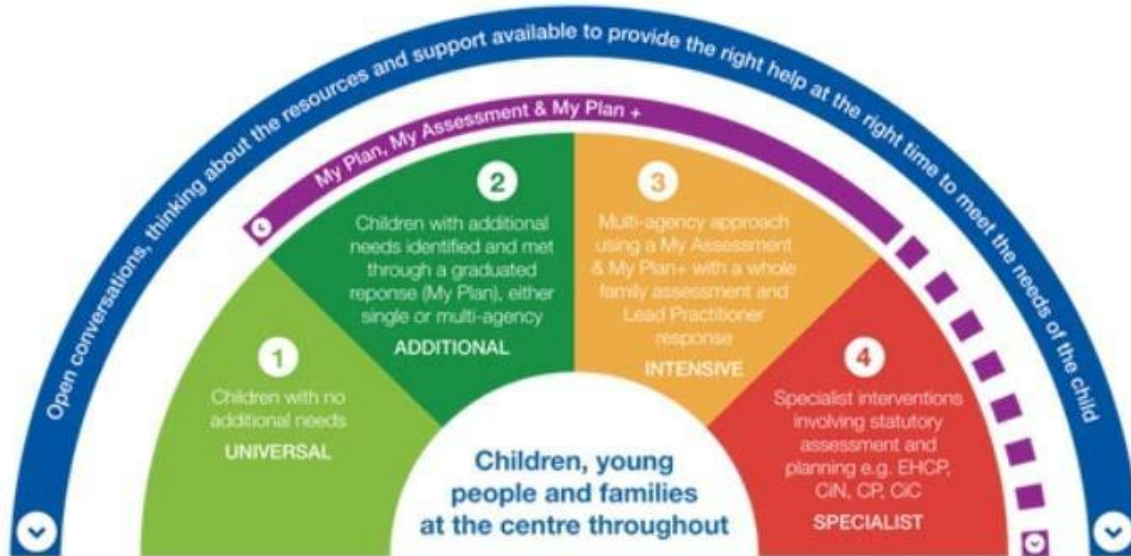 Open conversations, thinking about the resources and support available to provide the right help at the right time to meet the needs of the child
My Plan, My Assessment & My Plan +
1
Children with no
additional needs
UNIVERSAL
2
Children with additional
needs identified and met
through a graduated
reponse (My Plan), either
single or multi-agency
ADDITIONAL
3
Multi-agency approach
using a My Assessment
& My Plan+ with a whole
family assessment and
Lead Practitioner
response
INTENSIVE
4
Specialist interventions
involving statutory
assessment and
planning e.g. EHCP,
CiN, CP, CiC
SPECIALIST
Children, young
people and families
at the centre throughout